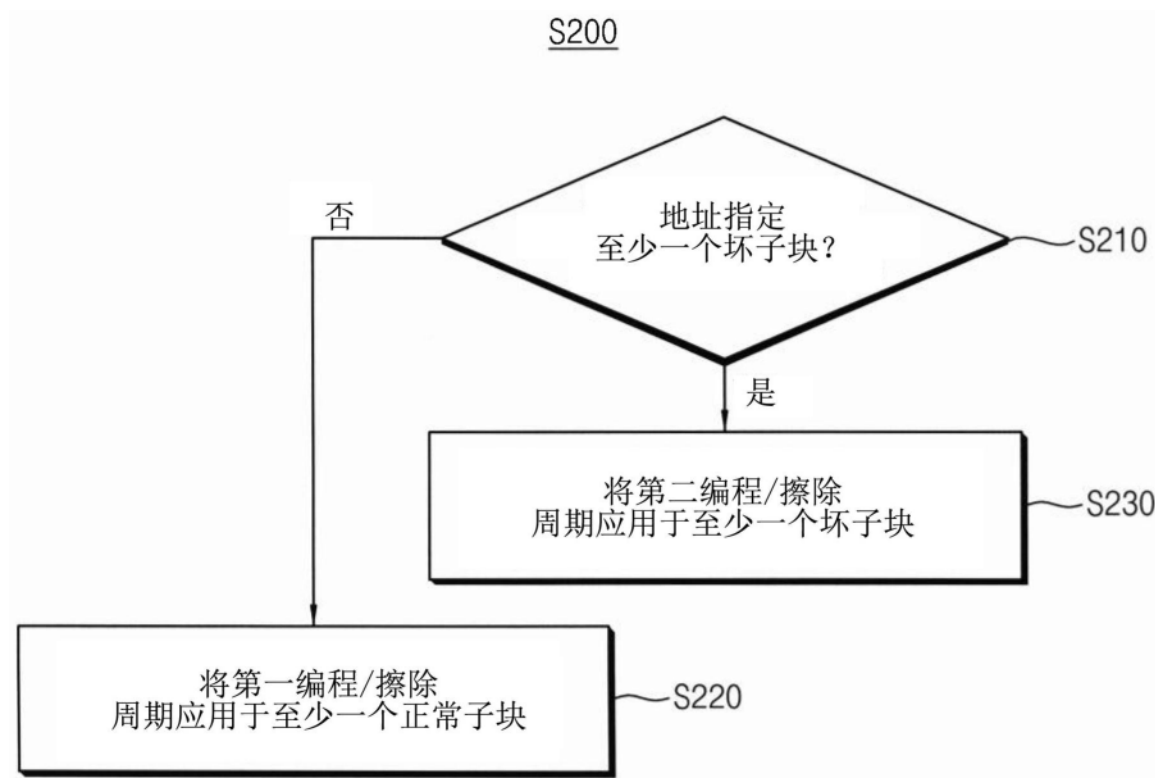 S200
地址指定
至少一个坏子块?
S210
否
是
将第二编程/擦除
周期应用于至少一个坏子块
S230
将第一编程/擦除
周期应用于至少一个正常子块
S220